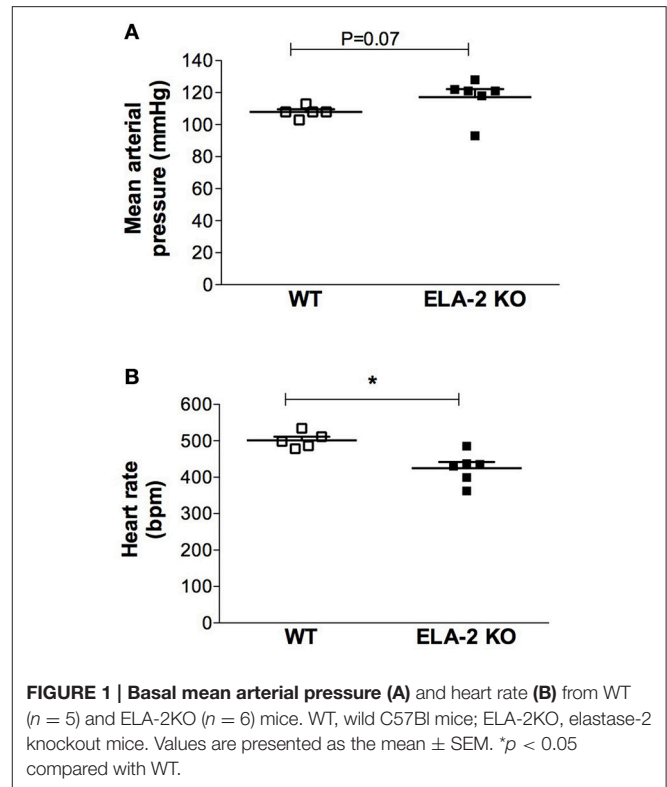 A
P=0.07
Mean arterial
pressure (mmHg)
140
120
100
80
60
40
20
0
WT ELA-2 KO
B
*
Heart rate
(bpm)
600
500
400
300
200
100
0
WT ELA-2 KO
FIGURE 1 | Basal mean arterial pressure (A) and heart rate (B) from WT
(n = 5) and ELA-2KO (n = 6) mice. WT, wild C57Bl mice; ELA-2KO, elastase-2
knockout mice. Values are presented as the mean ± SEM. *p < 0.05
compared with WT.